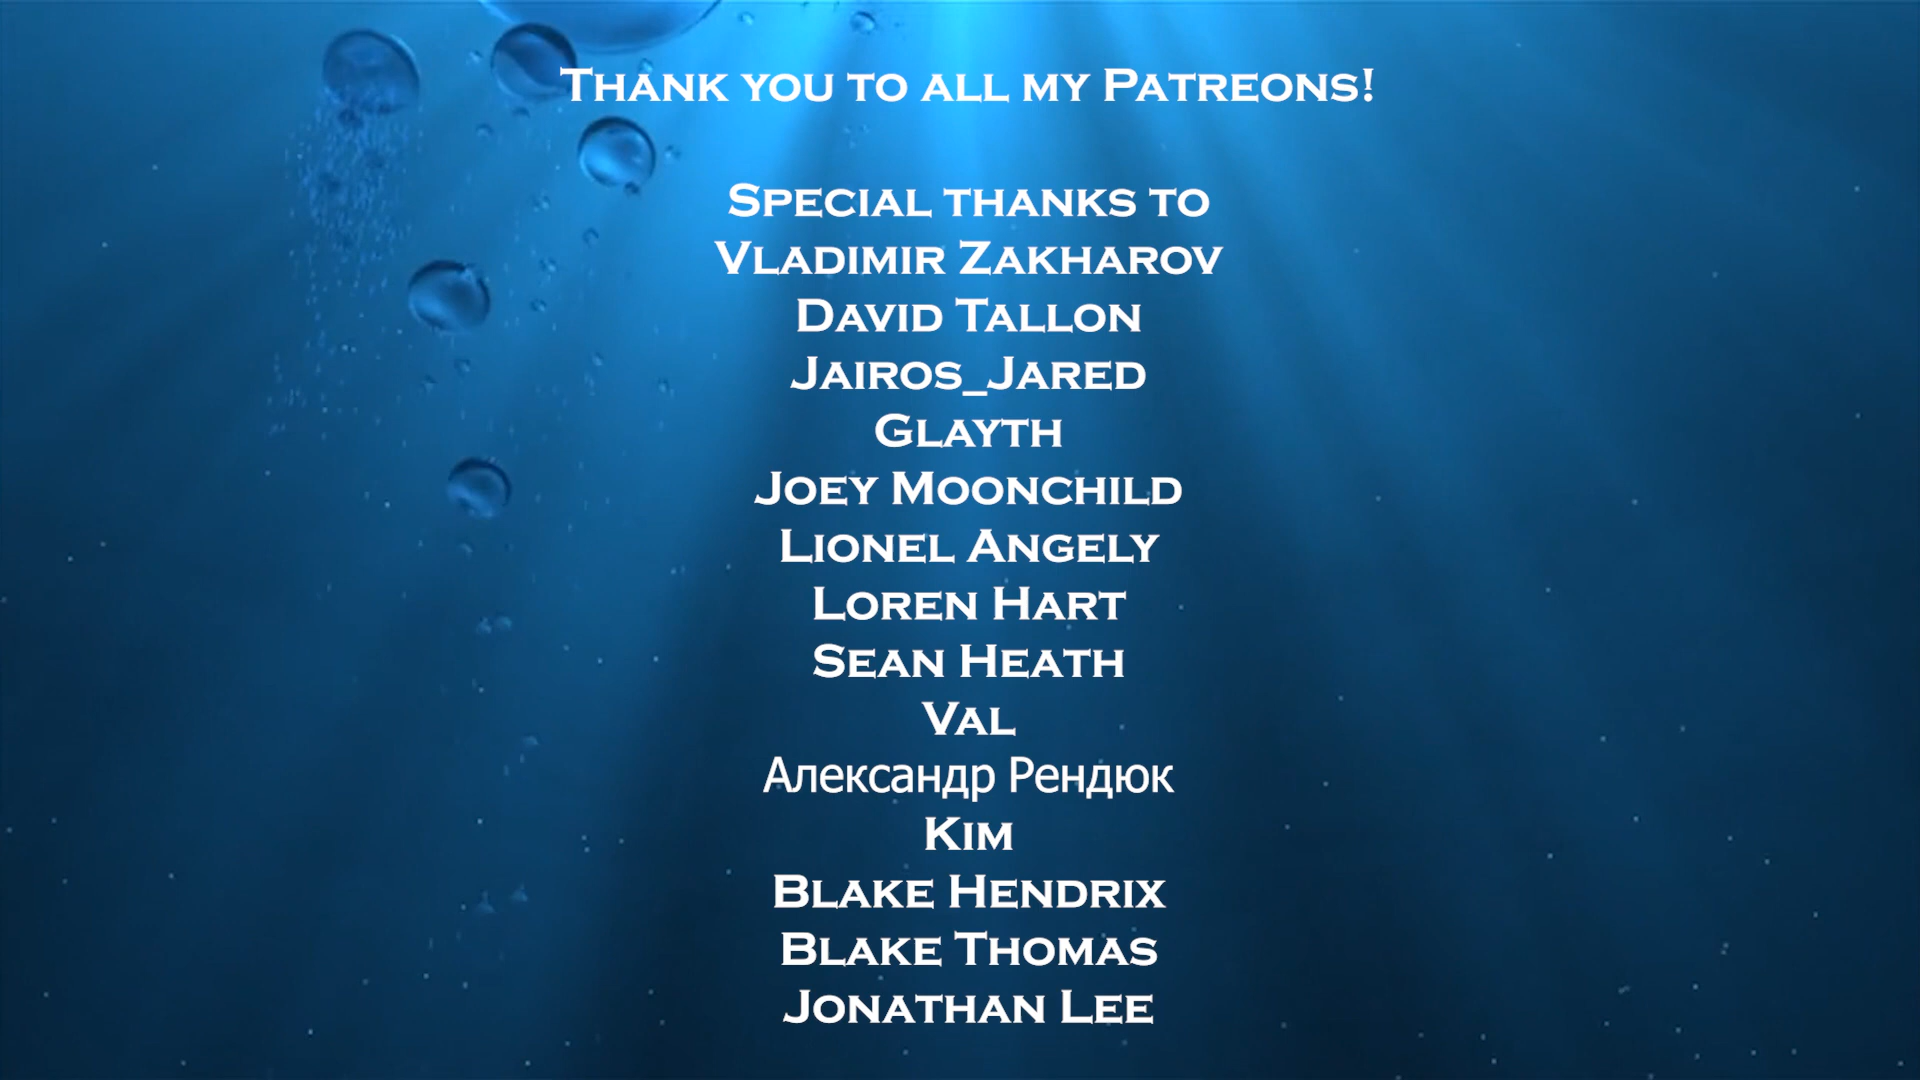 Thank you to all my Patreons!
Special thanks to
Vladimir Zakharov
David Tallon
Jairos_Jared
Glayth
Joey Moonchild
Lionel Angely
Loren Hart
Sean Heath
Val
Александр Рендюк
Kim
Blake Hendrix
Blake Thomas
Jonathan Lee